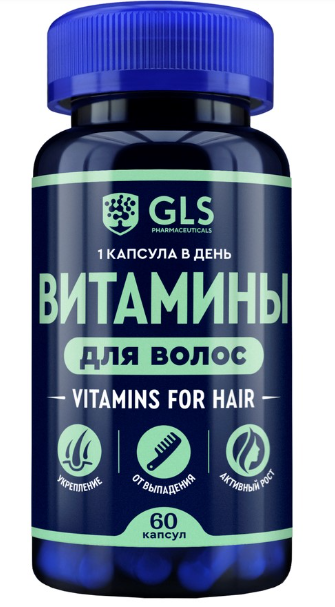 GLS
PHARMACEUTICALS
1 КАПСУЛА В ДЕНЬ
ВИТАМИНЫ
ДЛЯ ВОЛОС
VITAMINS FOR HAIR
УКРЕПЛЕНИЕ
ОТ ВЫПАДЕНИЯ
АКТИВНЫЙ РОСТ
60
капсул